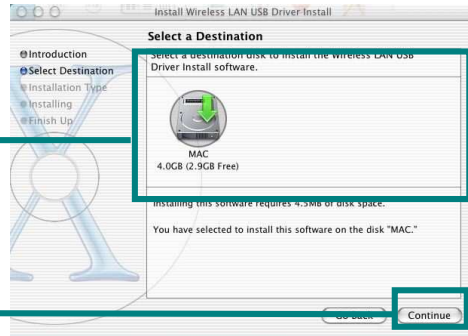 Install Wireless LAN USB Driver Install
Introduction
Select Destination
Installation Type
Installing
Finish Up
Select a Destination
Select a destination disk to install the Wireless LAN USB
Driver Install software.
MAC
4.0GB (2.9GB Free)
Installing this software requires 4.5MB of disk space.
You have selected to install this software on the disk "MAC."
Go Back
Continue